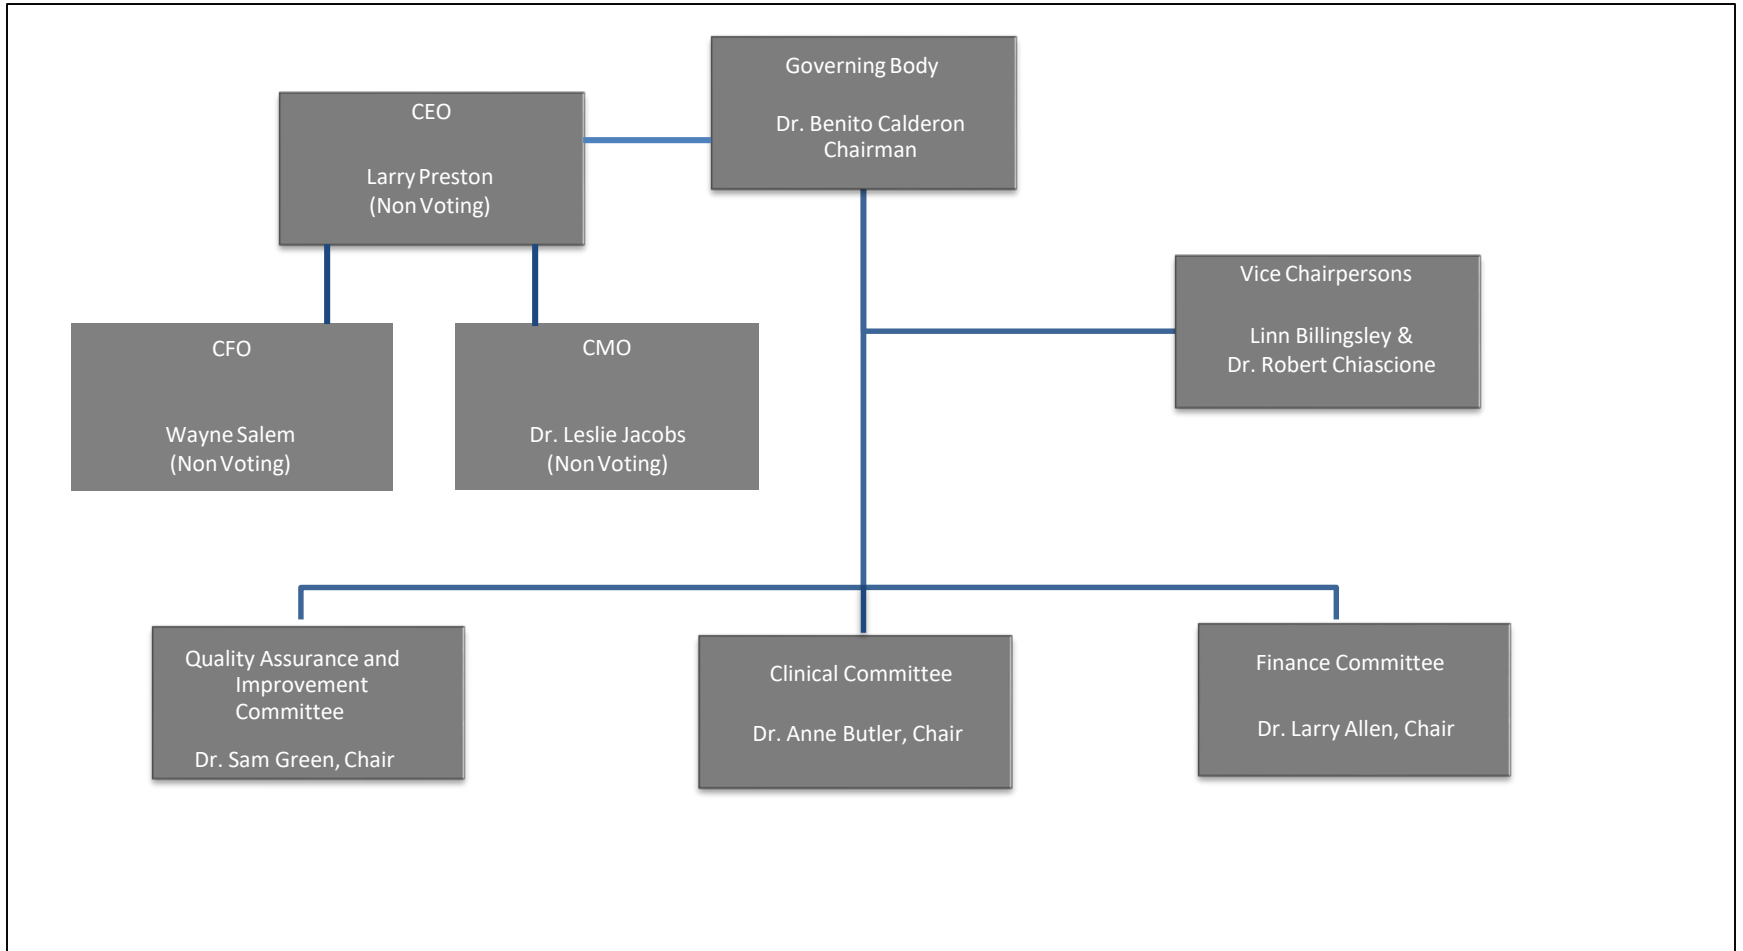 Governing Body
Dr. Benito Calderon
Chairman
CEO
Larry Preston
(Non Voting)
Vice Chairpersons
Linn Billingsley &
Dr. Robert Chiascione
CFO
Wayne Salem
(Non Voting)
CMO
Dr. Leslie Jacobs
(Non Voting)
Quality Assurance and
Improvement
Committee
Dr. Sam Green, Chair
Clinical Committee
Dr. Anne Butler, Chair
Finance Committee
Dr. Larry Allen, Chair